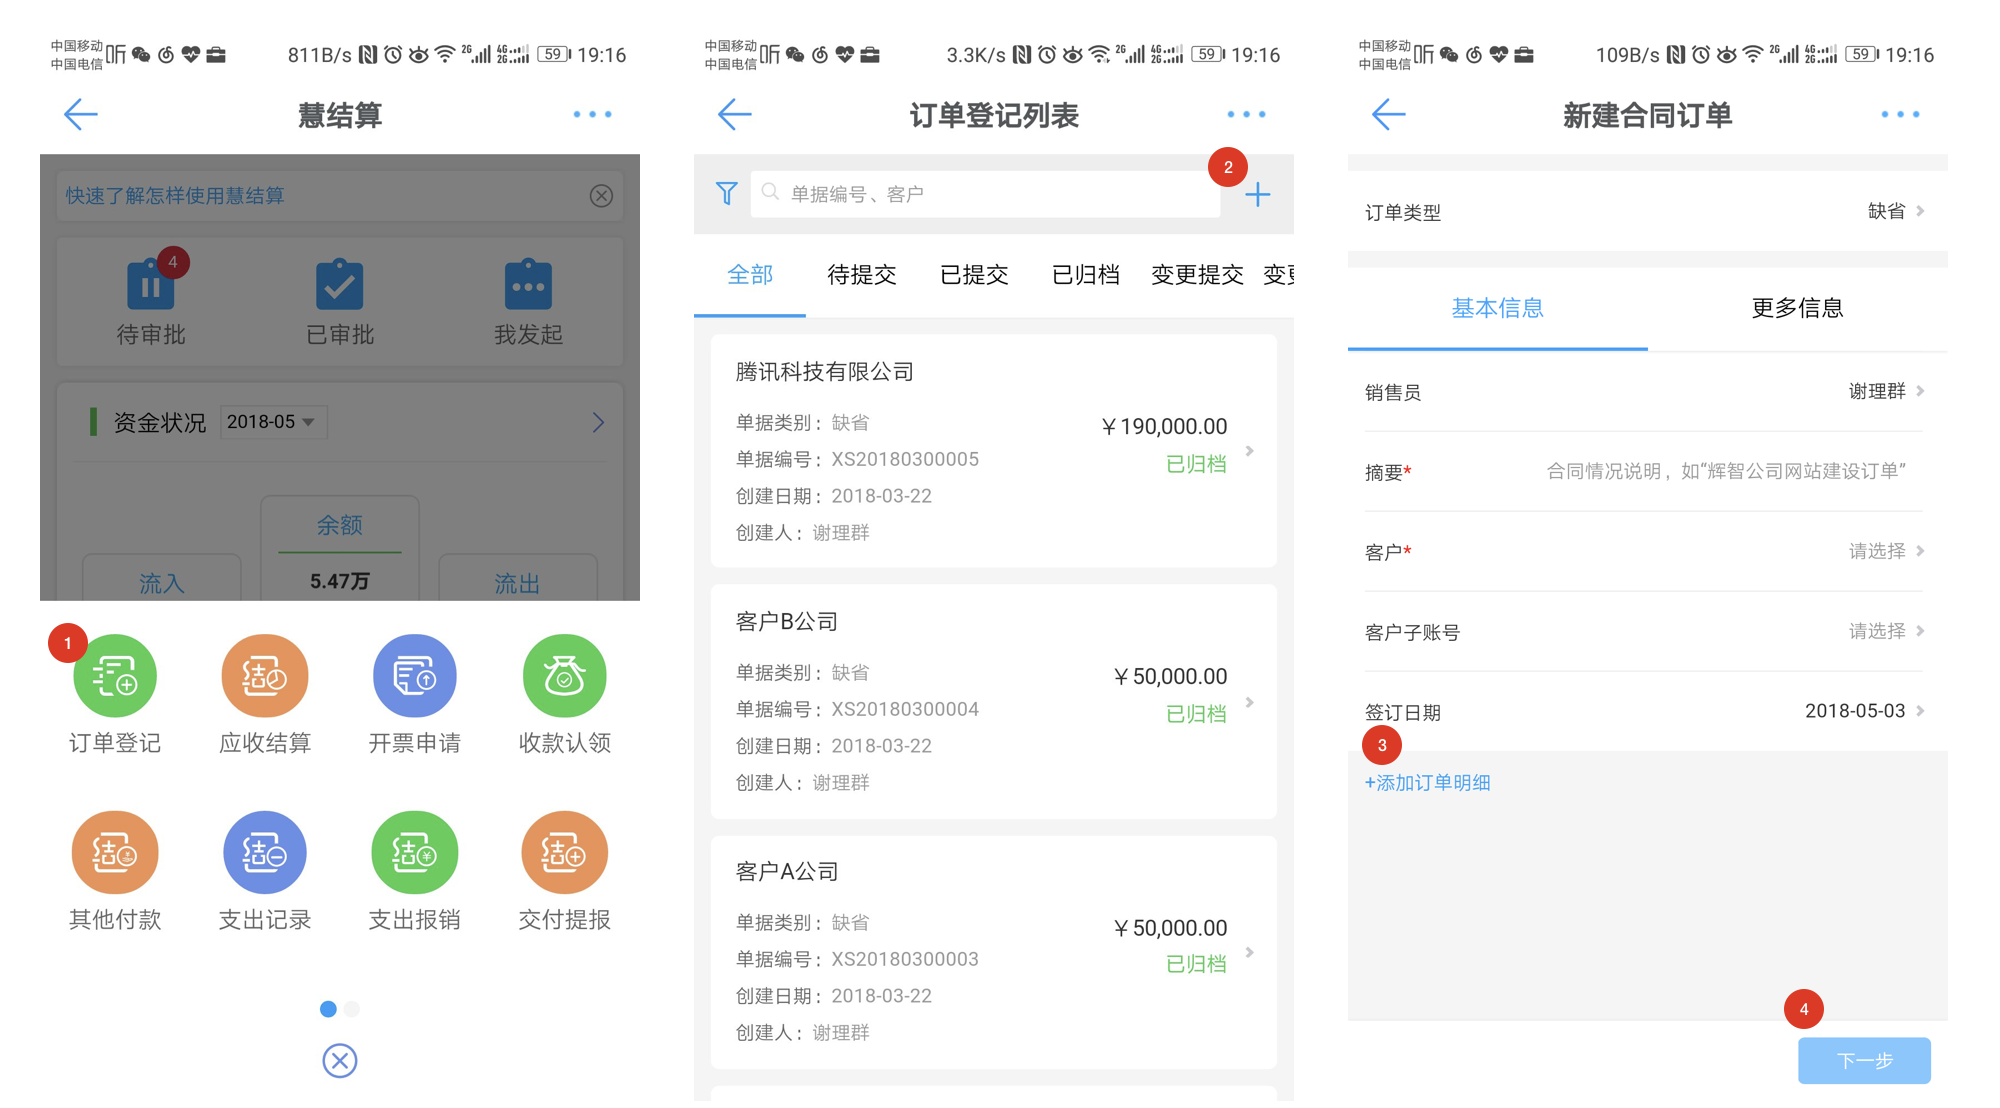 中国移动
中国电信
811B/s
2G
4G
2G
59
19:16
慧结算
快速了解怎样使用慧结算
4
待审批
已审批
我发起
资金状况
2018-05
余额
流入
5.47万
流出
1
订单登记
应收结算
开票申请
收款认领
其他付款
支出记录
支出报销
交付提报
中国移动
中国电信
3.3K/s
2G
4G
2G
59
19:16
订单登记列表
2
单据编号、客户
全部
待提交
已提交
已归档
变更提交
变更
腾讯科技有限公司
单据类别：缺省
￥190,000.00
单据编号：XS20180300005
已归档
创建日期：2018-03-22
创建人：谢理群
客户B公司
单据类别：缺省
￥50,000.00
单据编号：XS20180300004
已归档
创建日期：2018-03-22
创建人：谢理群
客户A公司
单据类别：缺省
￥50,000.00
单据编号：XS20180300003
已归档
创建日期：2018-03-22
创建人：谢理群
中国移动
中国电信
109B/s
2G
4G
2G
59
19:16
新建合同订单
订单类型
缺省
基本信息
更多信息
销售员
谢理群
摘要*
合同情况说明，如“辉智公司网站建设订单”
客户*
请选择
客户子账号
请选择
签订日期
2018-05-03
3
+添加订单明细
4
下一步